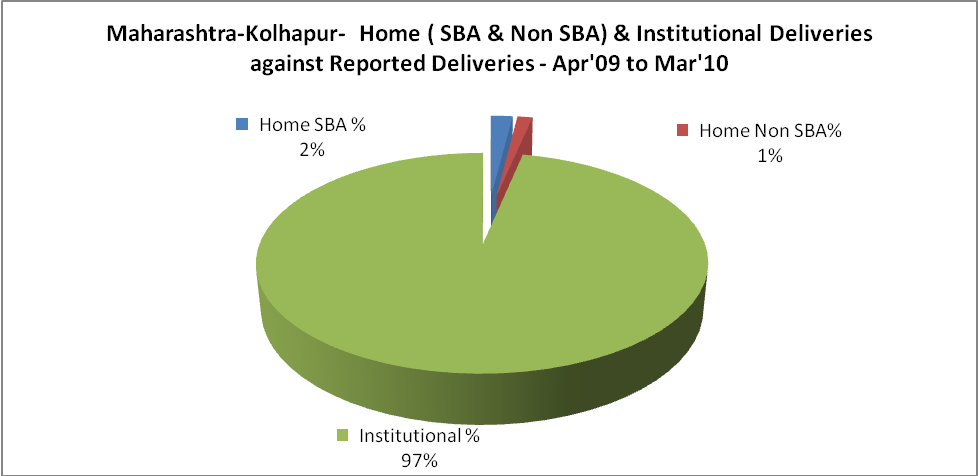 Maharashtra-Kolhapur- Home ( SBA & Non SBA) & Institutional Deliveries
against Reported Deliveries - Apr'09 to Mar'10
Home SBA %
2%
Home Non SBA%
1%
Institutional %
97%